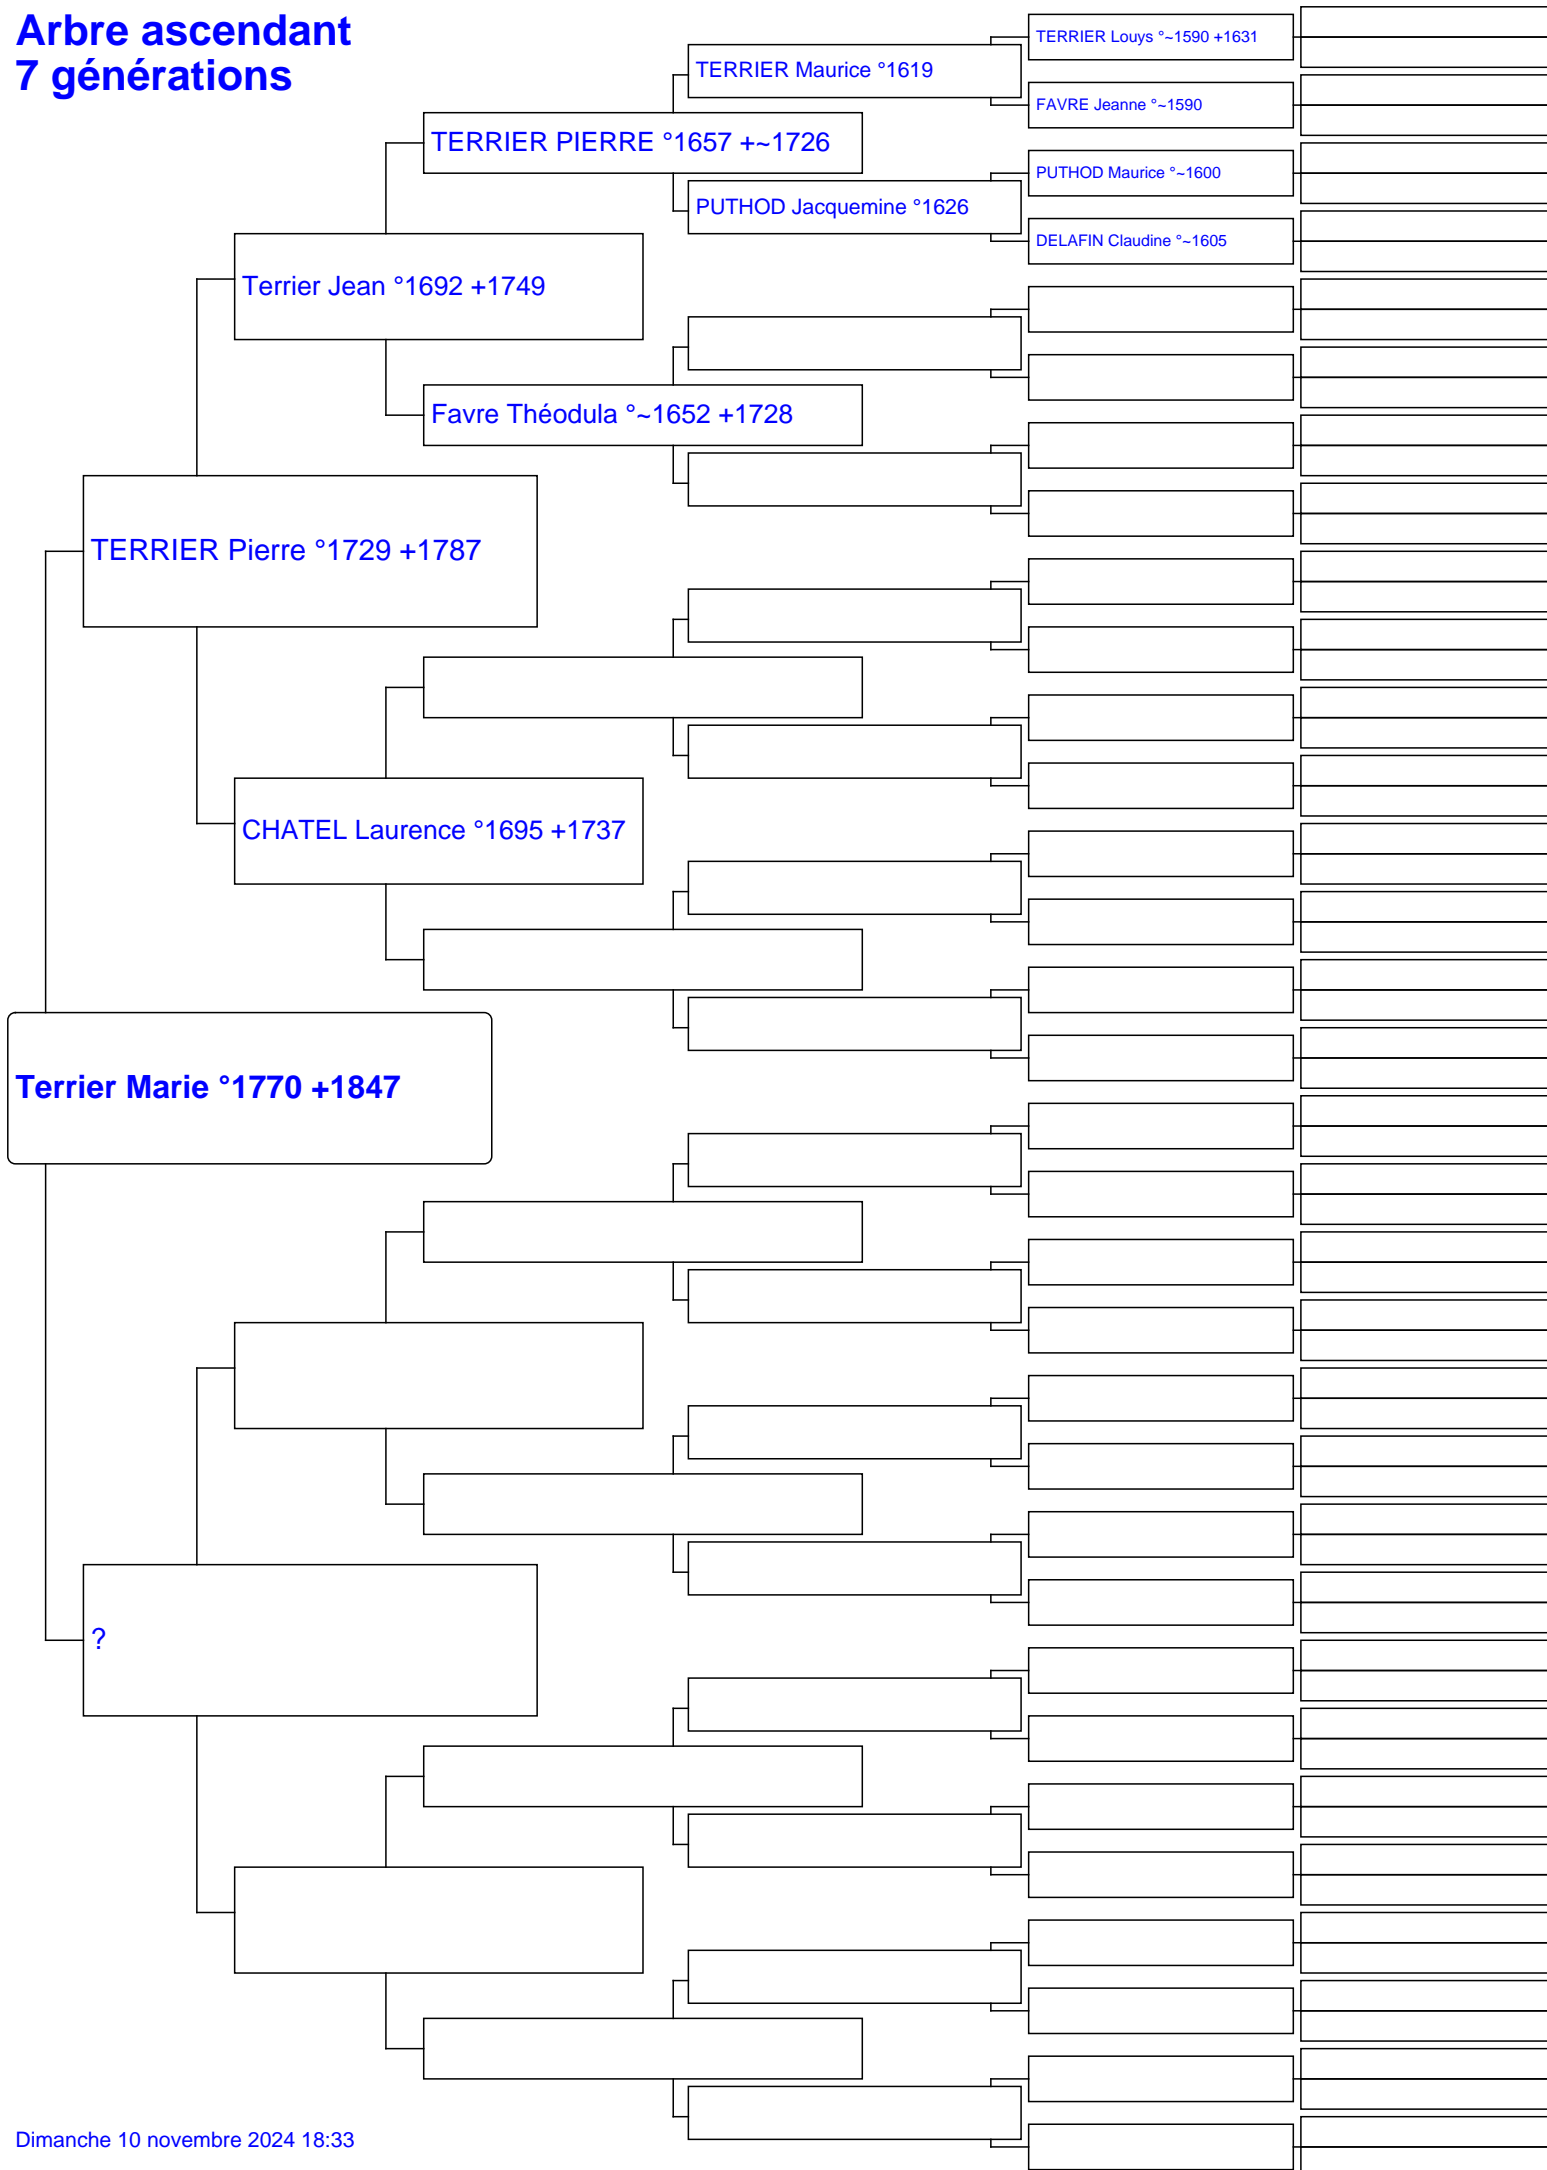 Arbre ascendant
7 générations
TERRIER Louys °~1590 +1631
TERRIER Maurice °1619
FAVRE Jeanne °~1590
TERRIER PIERRE °1657 +~1726
PUTHOD Maurice °~1600
PUTHOD Jacquemine °1626
DELAFIN Claudine °~1605
Terrier Jean °1692 +1749
Favre Théodula °~1652 +1728
TERRIER Pierre °1729 +1787
CHATEL Laurence °1695 +1737
Terrier Marie °1770 +1847
?
Dimanche 10 novembre 2024 18:33